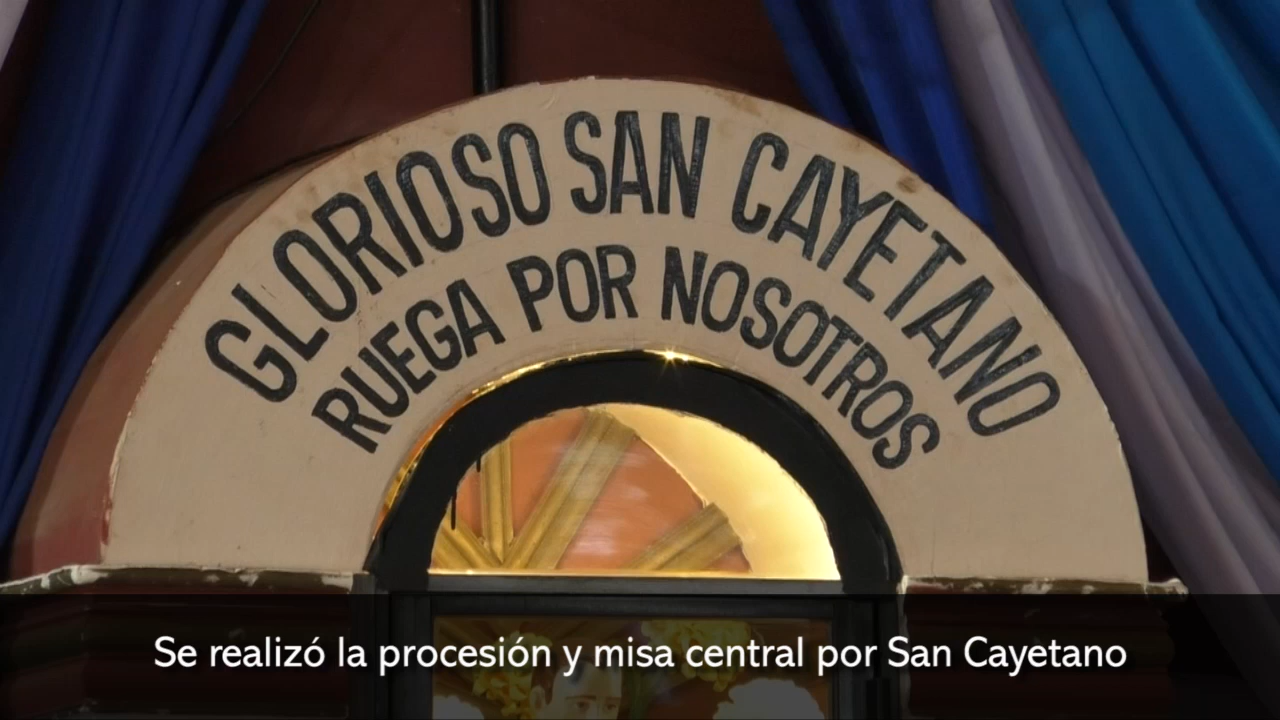 GLORIOSO SAN CAYETANO
RUEGA POR NOSOTROS
Se realizó la procesión y misa central por San Cayetano